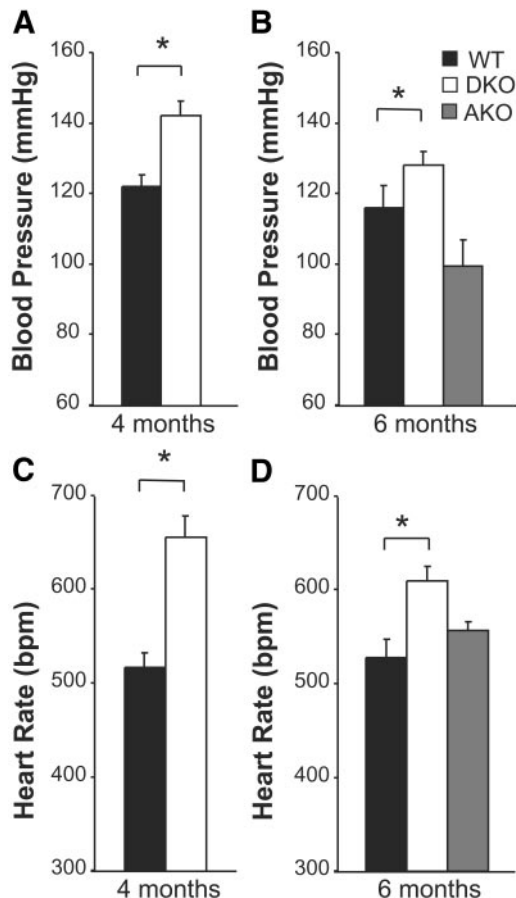 A
Blood Pressure (mmHg)
160
140
120
100
80
60
*
4 months
B
Blood Pressure (mmHg)
160
140
120
100
80
60
*
WT
DKO
AKO
6 months
C
Heart Rate (bpm)
700
600
500
400
300
*
4 months
D
Heart Rate (bpm)
700
600
500
400
300
*
6 months